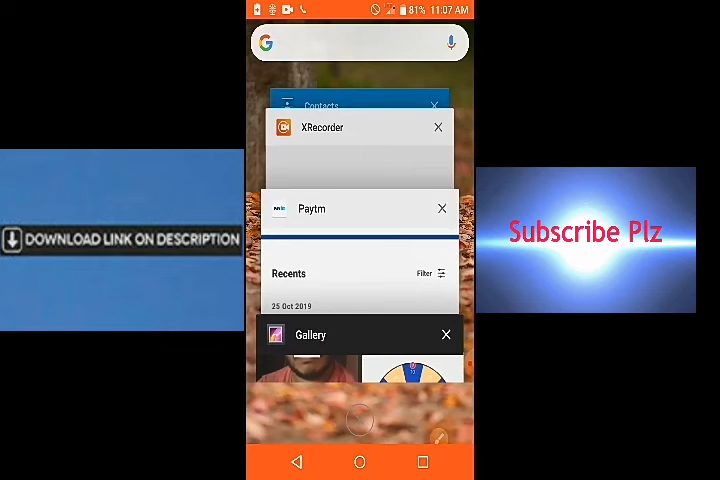 81% 11:07 AM
Contacts
XRecorder
Paytm
DOWNLOAD LINK ON DESCRIPTION
Subscribe Plz
Recents
Filter
25 Oct 2019
Gallery